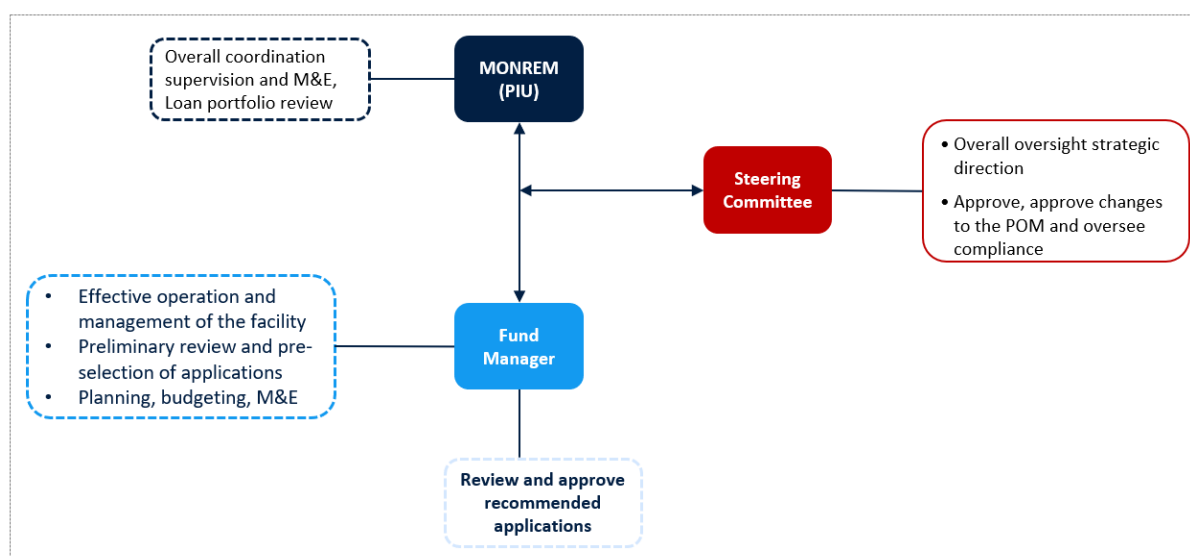 Overall coordination
supervision and M&E,
Loan portfolio review
MONREM
(PIU)
Steering
Committee
• Overall oversight strategic
direction
• Approve, approve changes
to the POM and oversee
compliance
• Effective operation and
management of the facility
• Preliminary review and pre-
selection of applications
• Planning, budgeting, M&E
Fund
Manager
Review and approve
recommended
applications